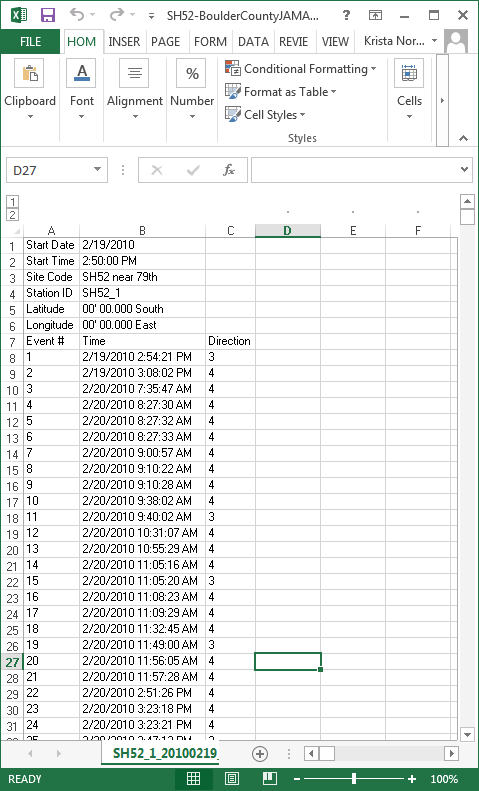 SH52-BoulderCountyJAMA...
FILE HOM INSER PAGE FORM DATA REVIE VIEW Krista Nor...
Clipboard
Font
Alignment
%
Number
Conditional Formatting
Format as Table
Cell Styles
Styles
Cells
D27 fx
1
2
A B C D E F
1 Start Date 2/19/2010
2 Start Time 2:50:00 PM
3 Site Code SH52 near 79th
4 Station ID SH52_1
5 Latitude 00' 00.000 South
6 Longitude 00' 00.000 East
7 Event # Time Direction
8 1 2/19/2010 2:54:21 PM 3
9 2 2/19/2010 3:08:02 PM 4
10 3 2/20/2010 7:35:47 AM 4
11 4 2/20/2010 8:27:30 AM 4
12 5 2/20/2010 8:27:32 AM 4
13 6 2/20/2010 8:27:33 AM 4
14 7 2/20/2010 9:00:57 AM 4
15 8 2/20/2010 9:10:22 AM 4
16 9 2/20/2010 9:10:28 AM 4
17 10 2/20/2010 9:38:02 AM 4
18 11 2/20/2010 9:40:02 AM 3
19 12 2/20/2010 10:31:07 AM 4
20 13 2/20/2010 10:55:29 AM 4
21 14 2/20/2010 11:05:16 AM 4
22 15 2/20/2010 11:05:20 AM 3
23 16 2/20/2010 11:08:23 AM 4
24 17 2/20/2010 11:09:29 AM 4
25 18 2/20/2010 11:32:45 AM 4
26 19 2/20/2010 11:49:00 AM 3
27 20 2/20/2010 11:56:05 AM 4
28 21 2/20/2010 11:57:28 AM 4
29 22 2/20/2010 2:51:26 PM 4
30 23 2/20/2010 3:23:18 PM 4
31 24 2/20/2010 3:23:21 PM 4
SH52_1_20100219_
READY 100%